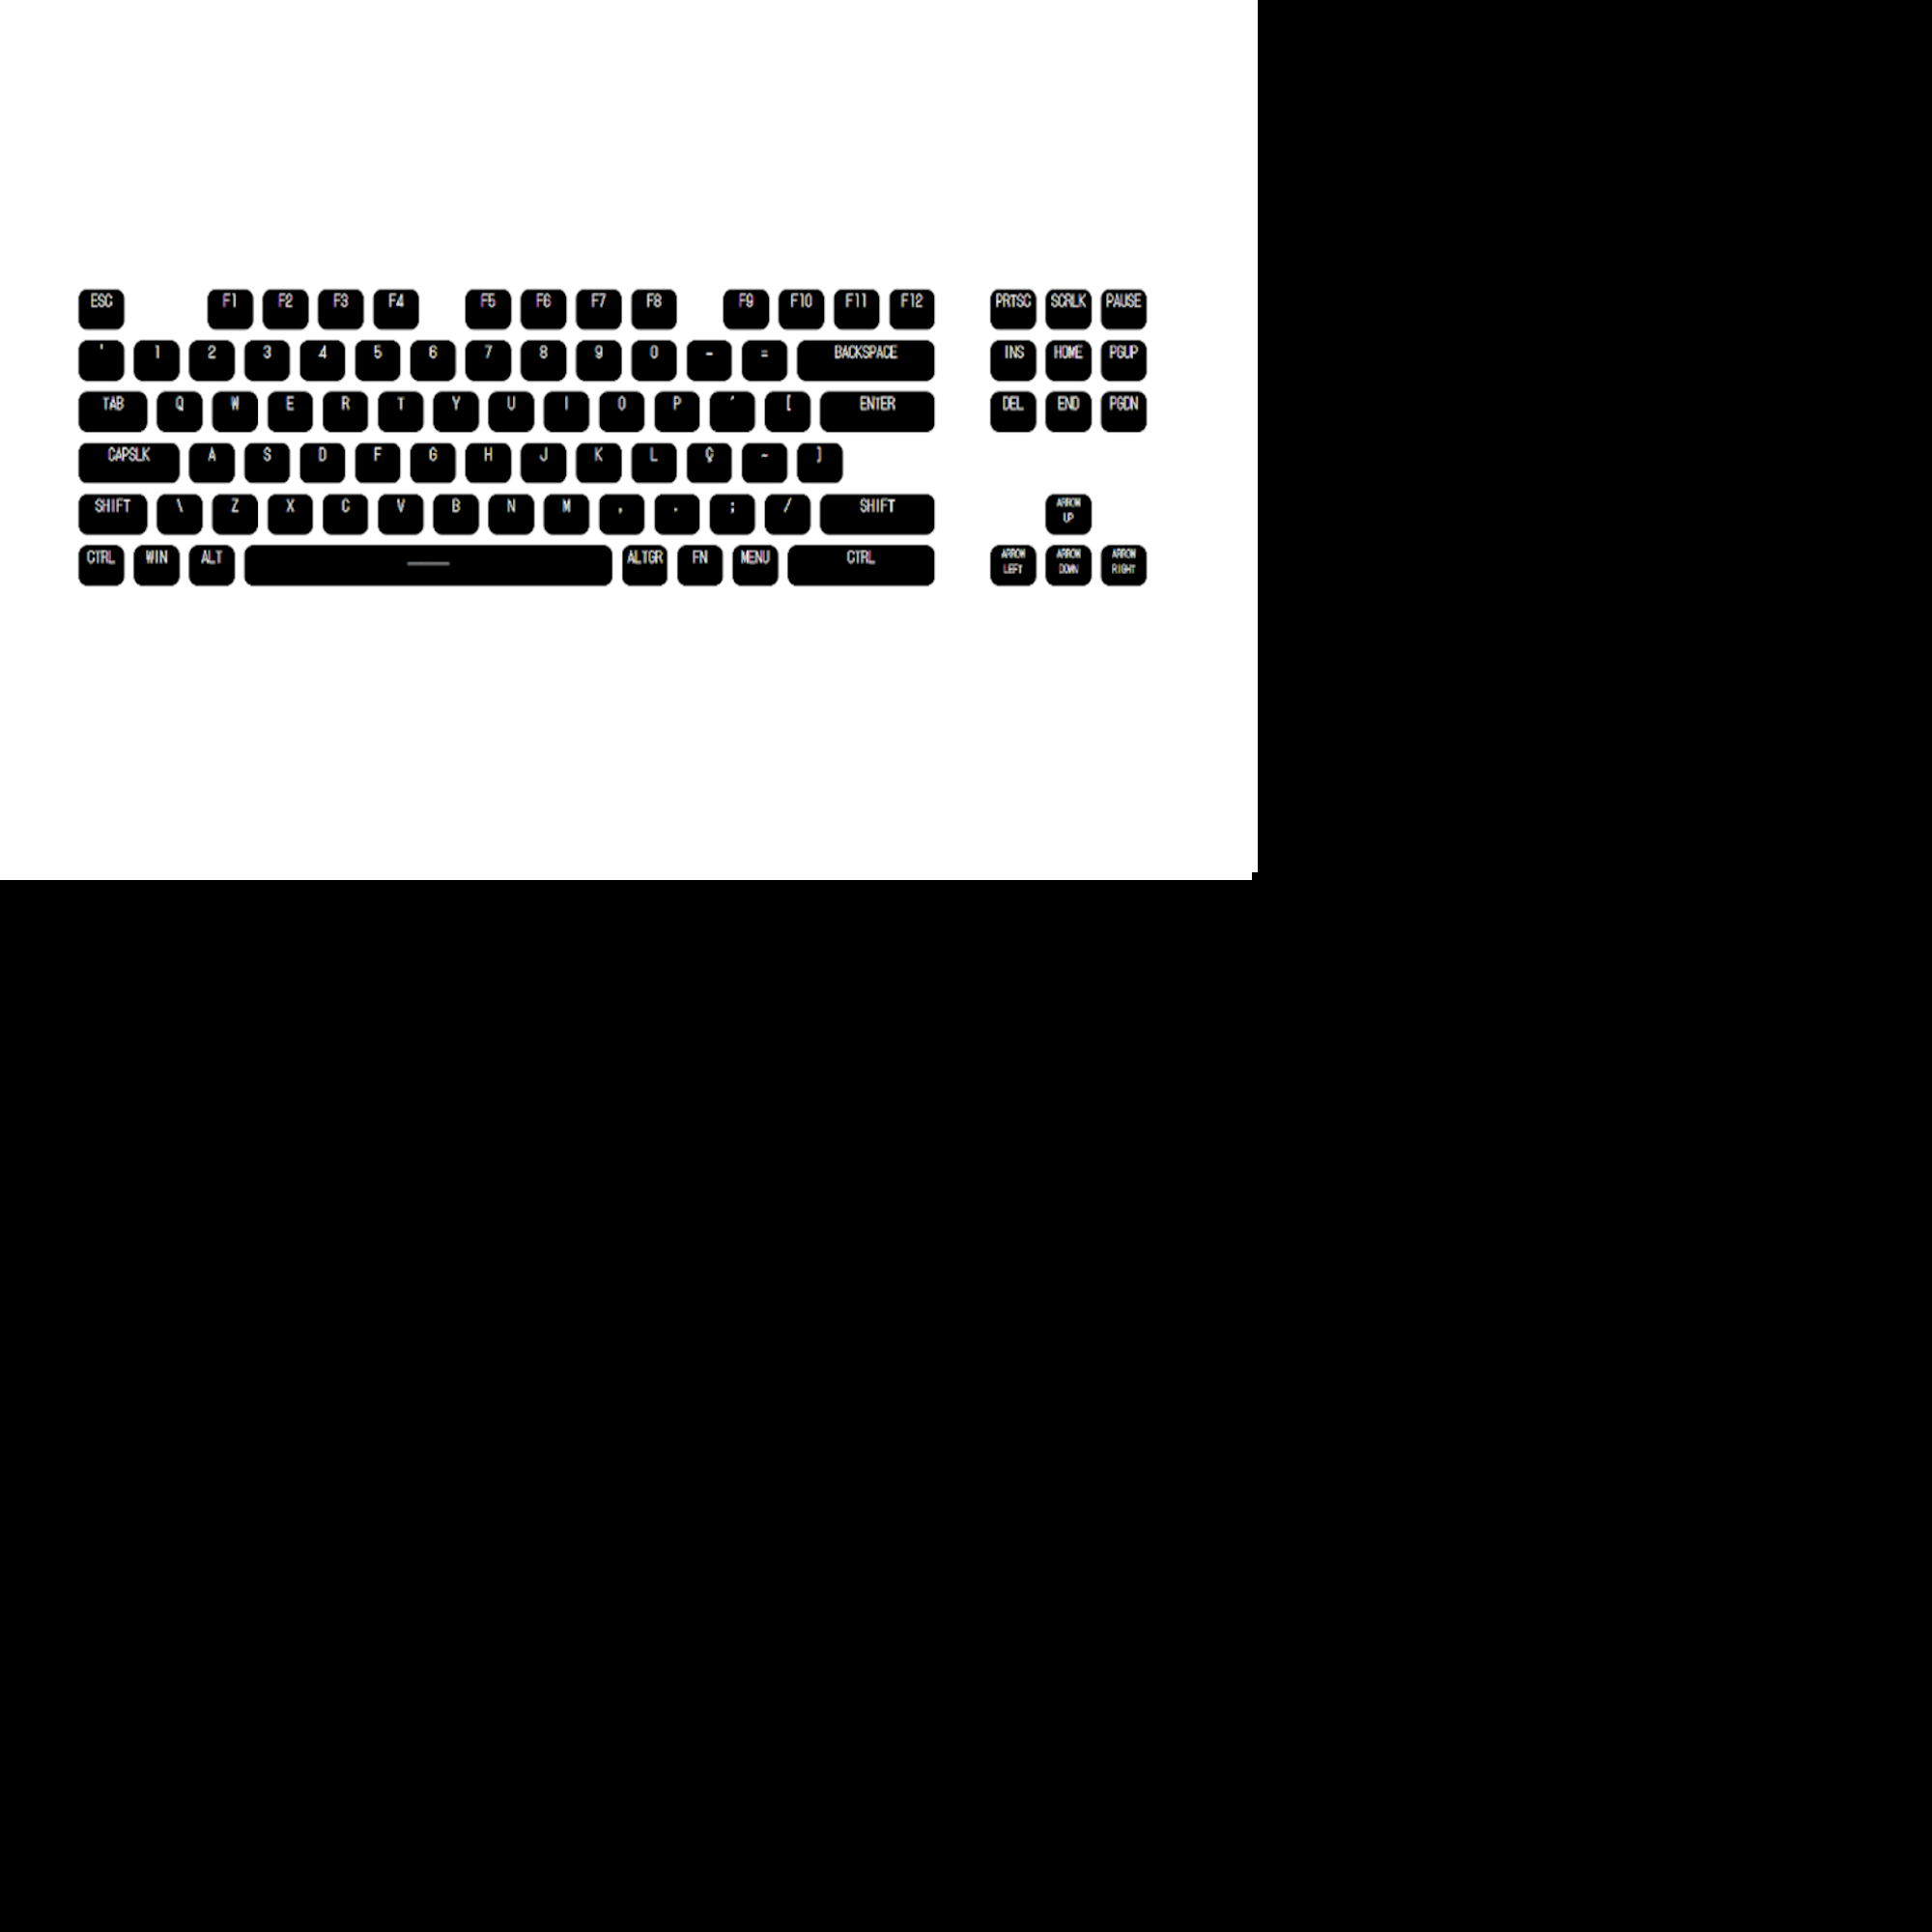 ESC F1 F2 F3 F4 F5 F6 F7 F8 F9 F10 F11 F12 PRTSC SCRLK PAUSE
' 1 2 3 4 5 6 7 8 9 0 - = BACKSPACE INS HOME PGUP
TAB Q W E R T Y U I O P ´ [ ENTER DEL END PGDN
CAPSLK A S D F G H J K L Ç ~ ]
SHIFT \ Z X C V B N M , . ; / SHIFT ARROW
UP
CTRL WIN ALT ALTGR FN MENU CTRL ARROW ARROW ARROW
LEFT DOWN RIGHT